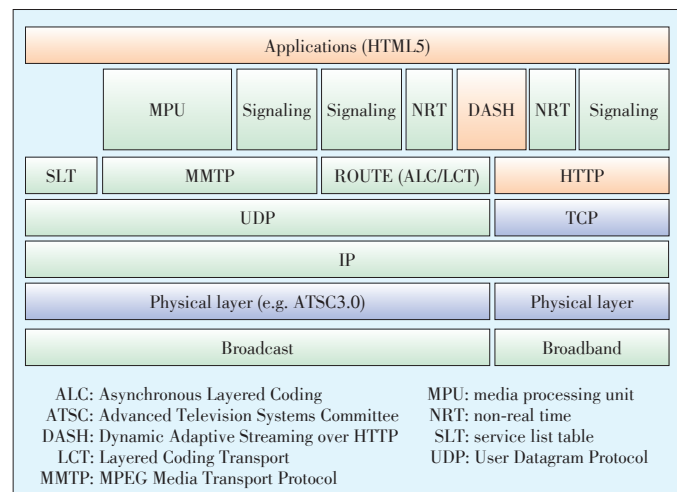 Applications (HTML5)
MPU Signaling Signaling NRT DASH NRT Signaling
SLT MMTP ROUTE (ALC/LCT) HTTP
UDP TCP
IP
Physical layer (e.g. ATSC3.0) Physical layer
Broadcast Broadband
ALC: Asynchronous Layered Coding
ATSC: Advanced Television Systems Committee
DASH: Dynamic Adaptive Streaming over HTTP
LCT: Layered Coding Transport
MMTP: MPEG Media Transport Protocol
MPU: media processing unit
NRT: non-real time
SLT: service list table
UDP: User Datagram Protocol